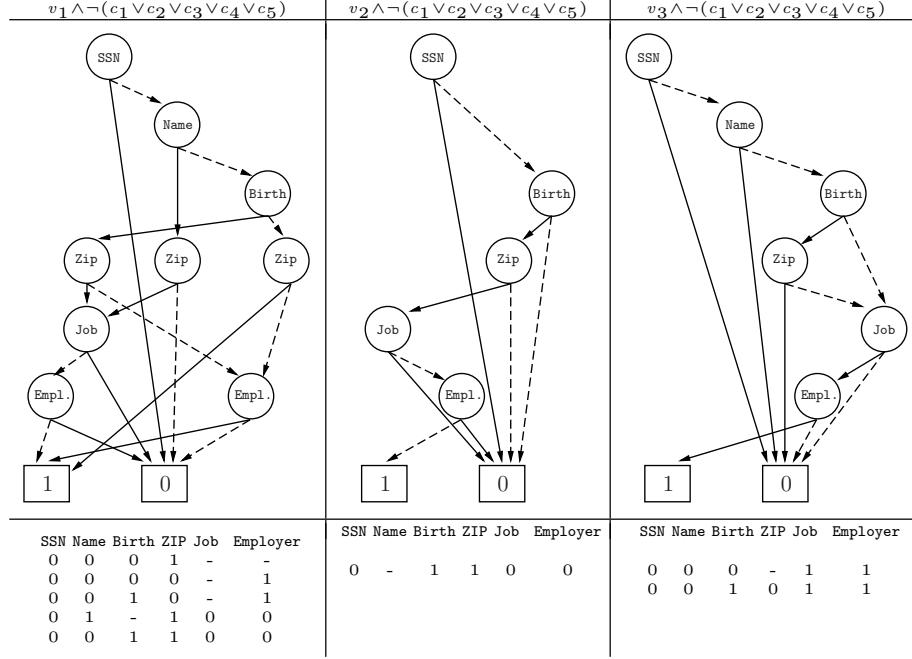 v₁∧¬(c₁∨c₂∨c₃∨c₄∨c₅) v₂∧¬(c₁∨c₂∨c₃∨c₄∨c₅) v₃∧¬(c₁∨c₂∨c₃∨c₄∨c₅)
SSN SSN SSN
Name Name
Birth Birth Birth
Zip Zip Zip Zip Zip
Job Job Job
Empl. Empl. Empl. Empl.
1 0 1 0 1 0
SSN Name Birth ZIP Job Employer
0 0 0 1 - -
0 0 0 0 - 1
0 0 1 0 - 1
0 1 - 1 0 0
0 0 1 1 0 0
SSN Name Birth ZIP Job Employer
0 - 1 1 0 0
SSN Name Birth ZIP Job Employer
0 0 0 - 1 1
0 0 1 0 1 1